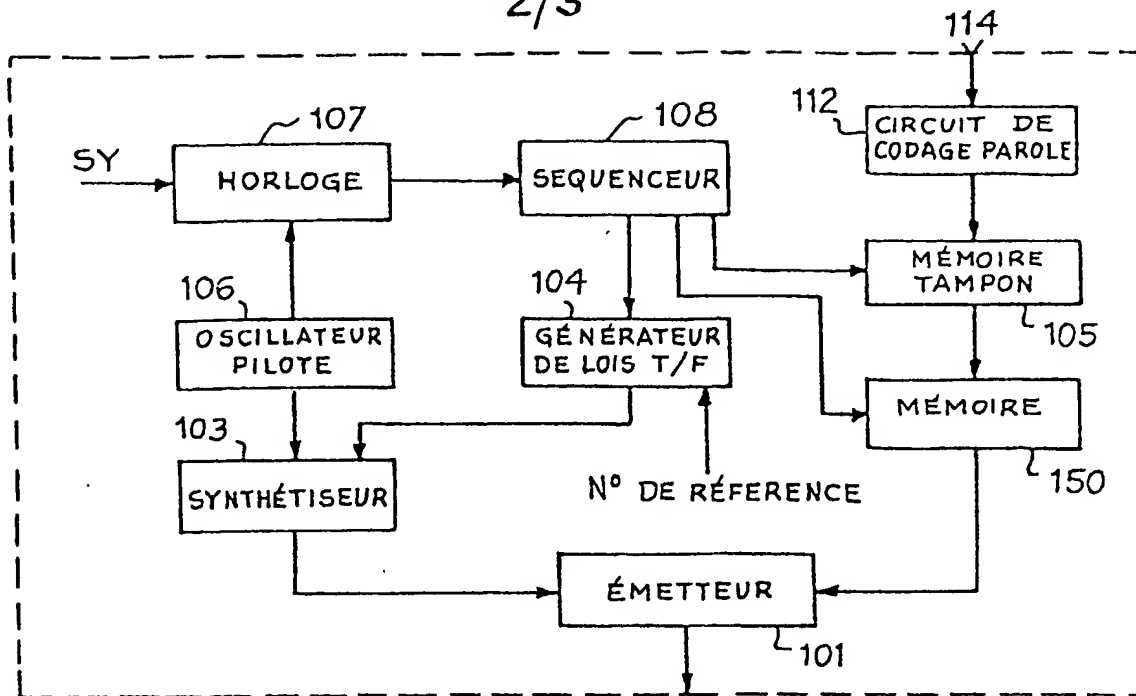 2/3
114
107
108
112
CIRCUIT DE
CODAGE PAROLE
SY
HORLOGE
SEQUENCEUR
MÉMOIRE
TAMPON
105
106
OSCILLATEUR
PILOTE
104
GÉNÉRATEUR
DE LOIS T/F
MÉMOIRE
150
103
SYNTHÉTISEUR
N° DE RÉFERENCE
ÉMETTEUR
101